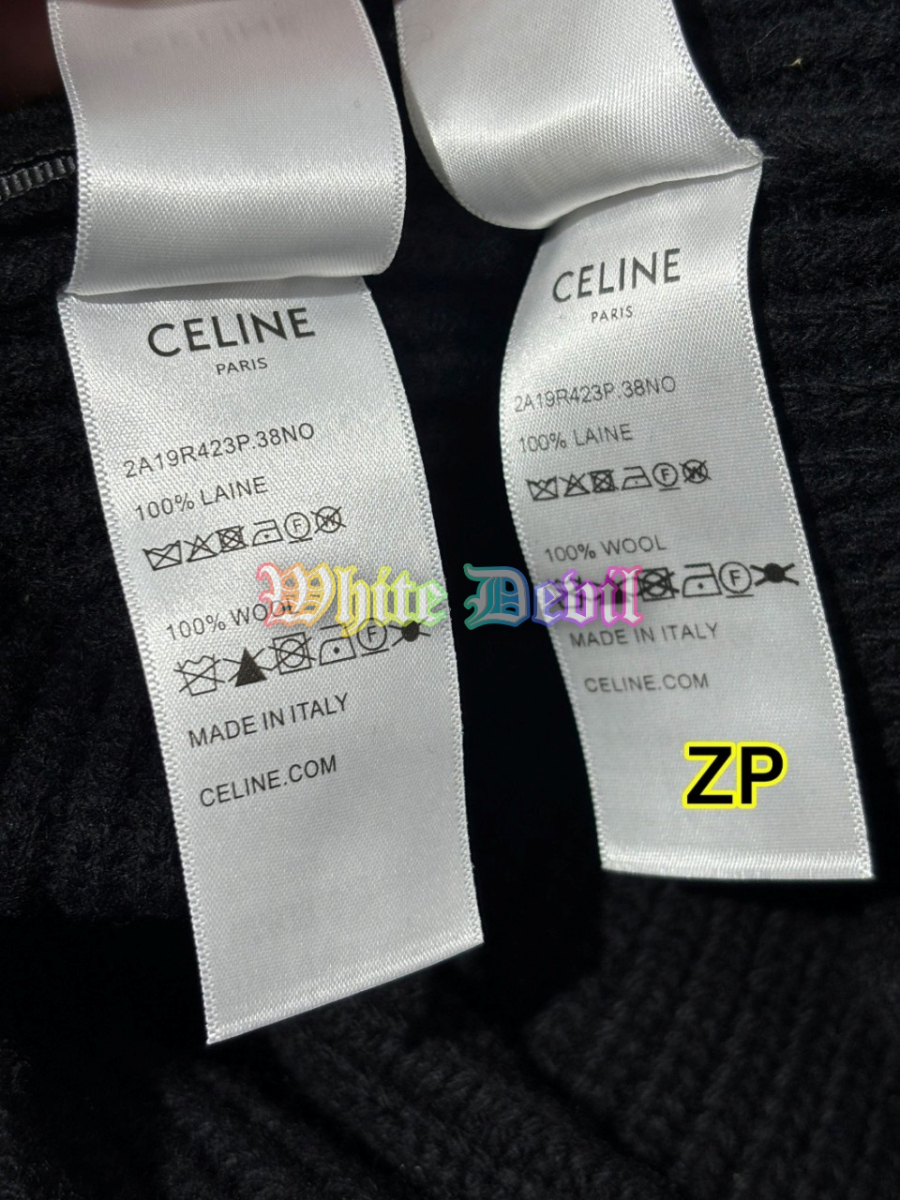 CELINE
CELINE
PARIS
2A19R423P.38NO
100% LAINE
100% WOOL
MADE IN ITALY
CELINE.COM
CELINE
PARIS
2A19R423P.38NO
100% LAINE
100% WOOL
MADE IN ITALY
CELINE.COM
White Devil
ZP